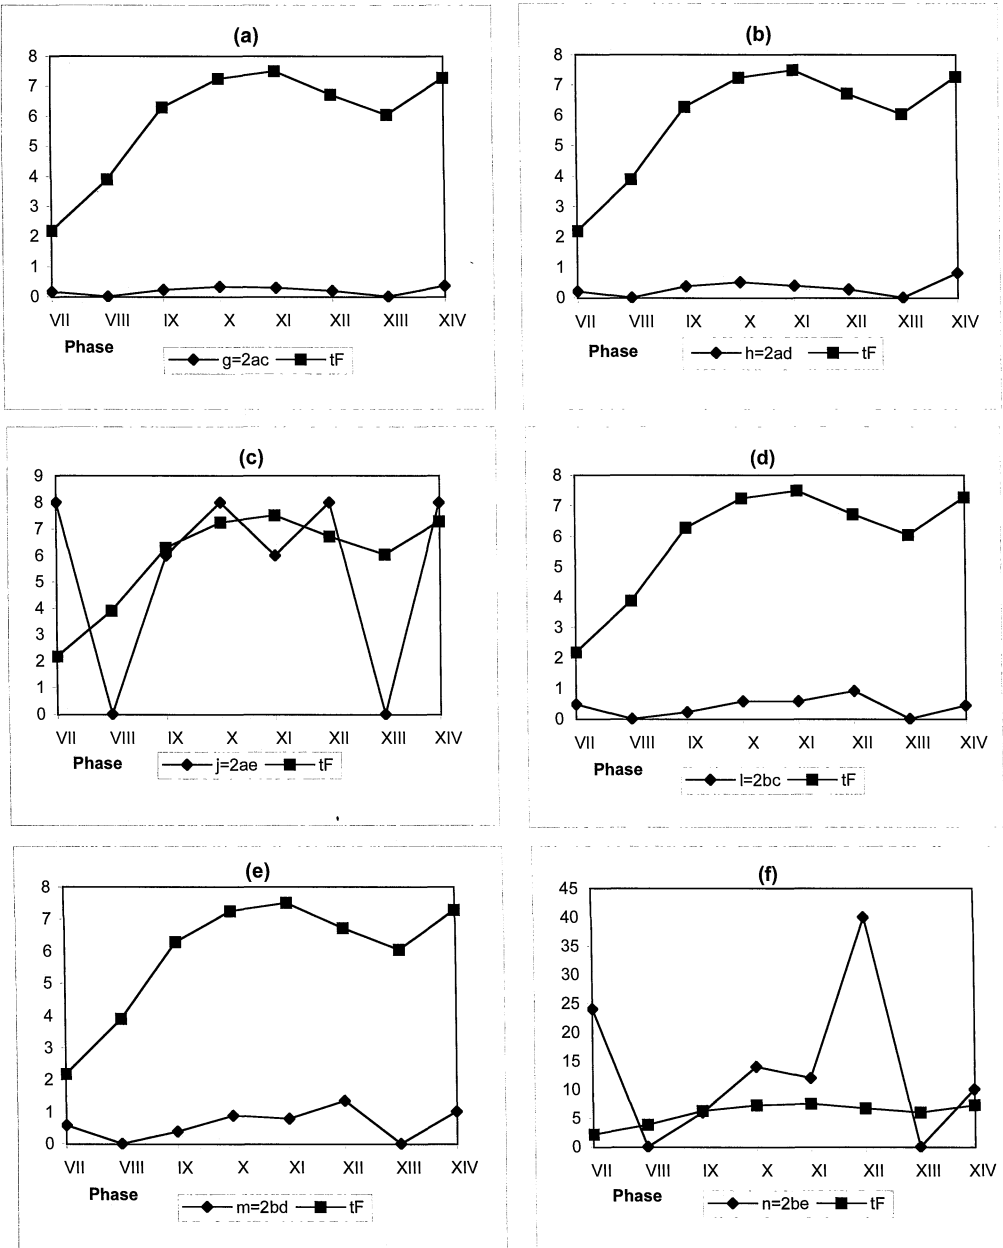 (a)
8
7
6
5
4
3
2
1
0
VII VIII IX X XI XII XIII XIV
Phase
g=2ac tF
(b)
8
7
6
5
4
3
2
1
0
VII VIII IX X XI XII XIII XIV
Phase
h=2ad tF
(c)
9
8
7
6
5
4
3
2
1
0
VII VIII IX X XI XII XIII XIV
Phase
j=2ae tF
(d)
8
7
6
5
4
3
2
1
0
VII VIII IX X XI XII XIII XIV
Phase
l=2bc tF
(e)
8
7
6
5
4
3
2
1
0
VII VIII IX X XI XII XIII XIV
Phase
m=2bd tF
(f)
45
40
35
30
25
20
15
10
5
0
VII VIII IX X XI XII XIII XIV
Phase
n=2be tF